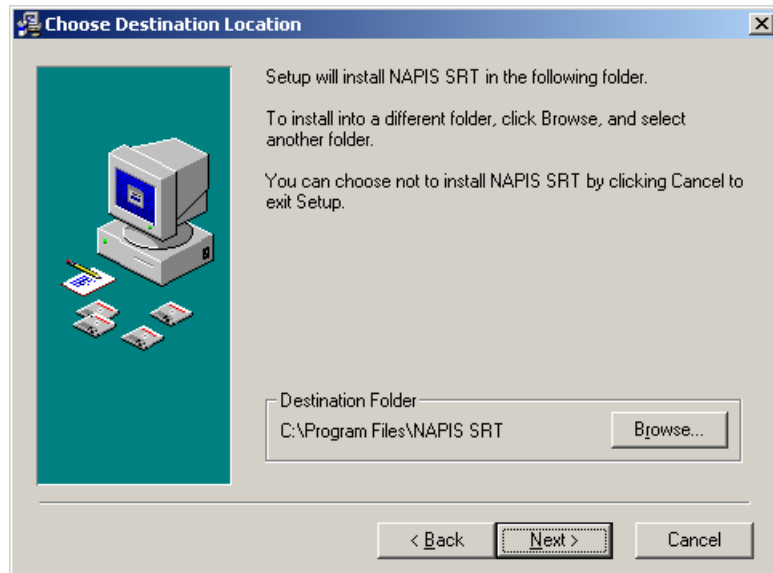 Choose Destination Location
Setup will install NAPIS SRT in the following folder.
To install into a different folder, click Browse, and select
another folder.
You can choose not to install NAPIS SRT by clicking Cancel to
exit Setup.
Destination Folder
C:\Program Files\NAPIS SRT
Browse...
< Back
Next >
Cancel